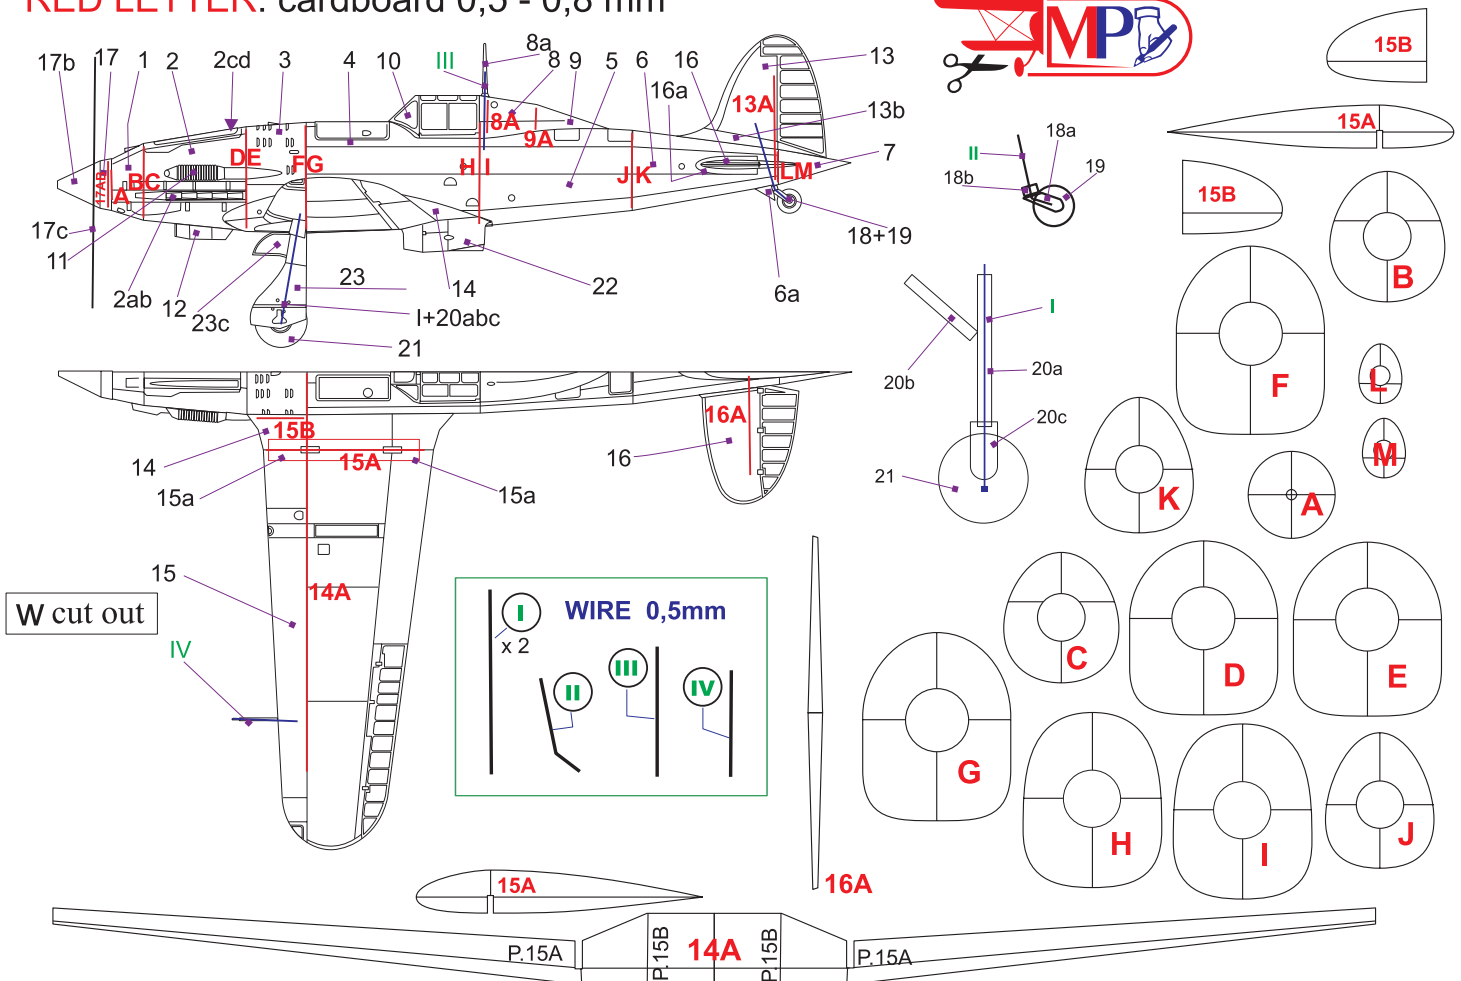 RED LETTER: cardboard 0,5 - 0,8 mm
MP
17b
17
1
2
2cd
3
4
10
III
8a
8
9
5
6
16
16a
13
13A
13b
7
15B
15A
15B
B
17AB
A
BC
DE
FG
8A
9A
H
I
J
K
LM
17c
11
2ab
12
23c
23
I+20abc
21
14
22
18+19
6a
II
18a
18b
19
I
20b
20a
20c
21
F
L
M
K
A
14
15B
15a
15A
15a
16A
16
15
14A
W cut out
IV
I
x 2
WIRE 0,5mm
II
III
IV
C
D
E
G
H
I
J
15A
16A
P.15A
P.15B
14A
P.15B
P.15A